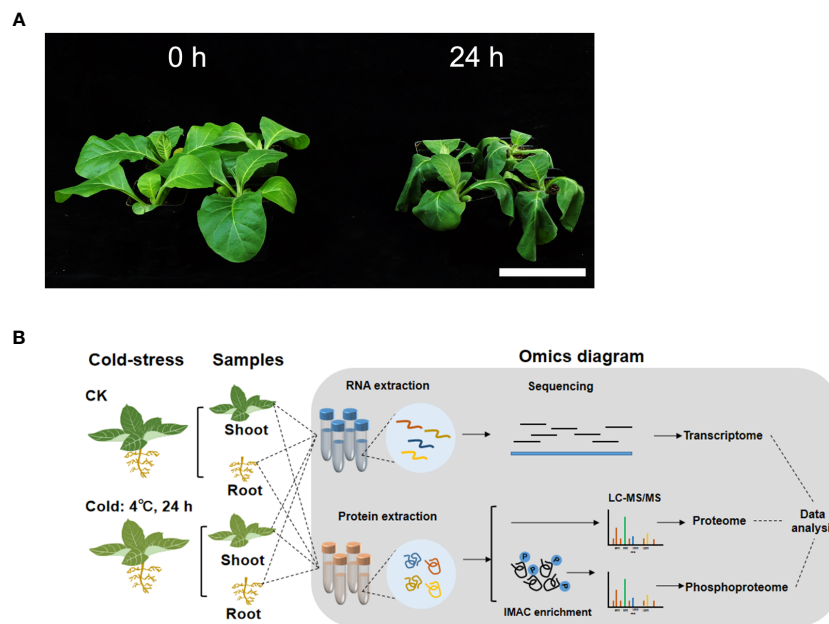 A
0 h 24 h
B
Cold-stress Samples Omics diagram
CK
RNA extraction Sequencing
Shoot
Transcriptome
Root
Cold: 4℃, 24 h
Protein extraction LC-MS/MS
Proteome
Data
analysis
Shoot
P P P P
Phosphoproteome
Root
IMAC enrichment